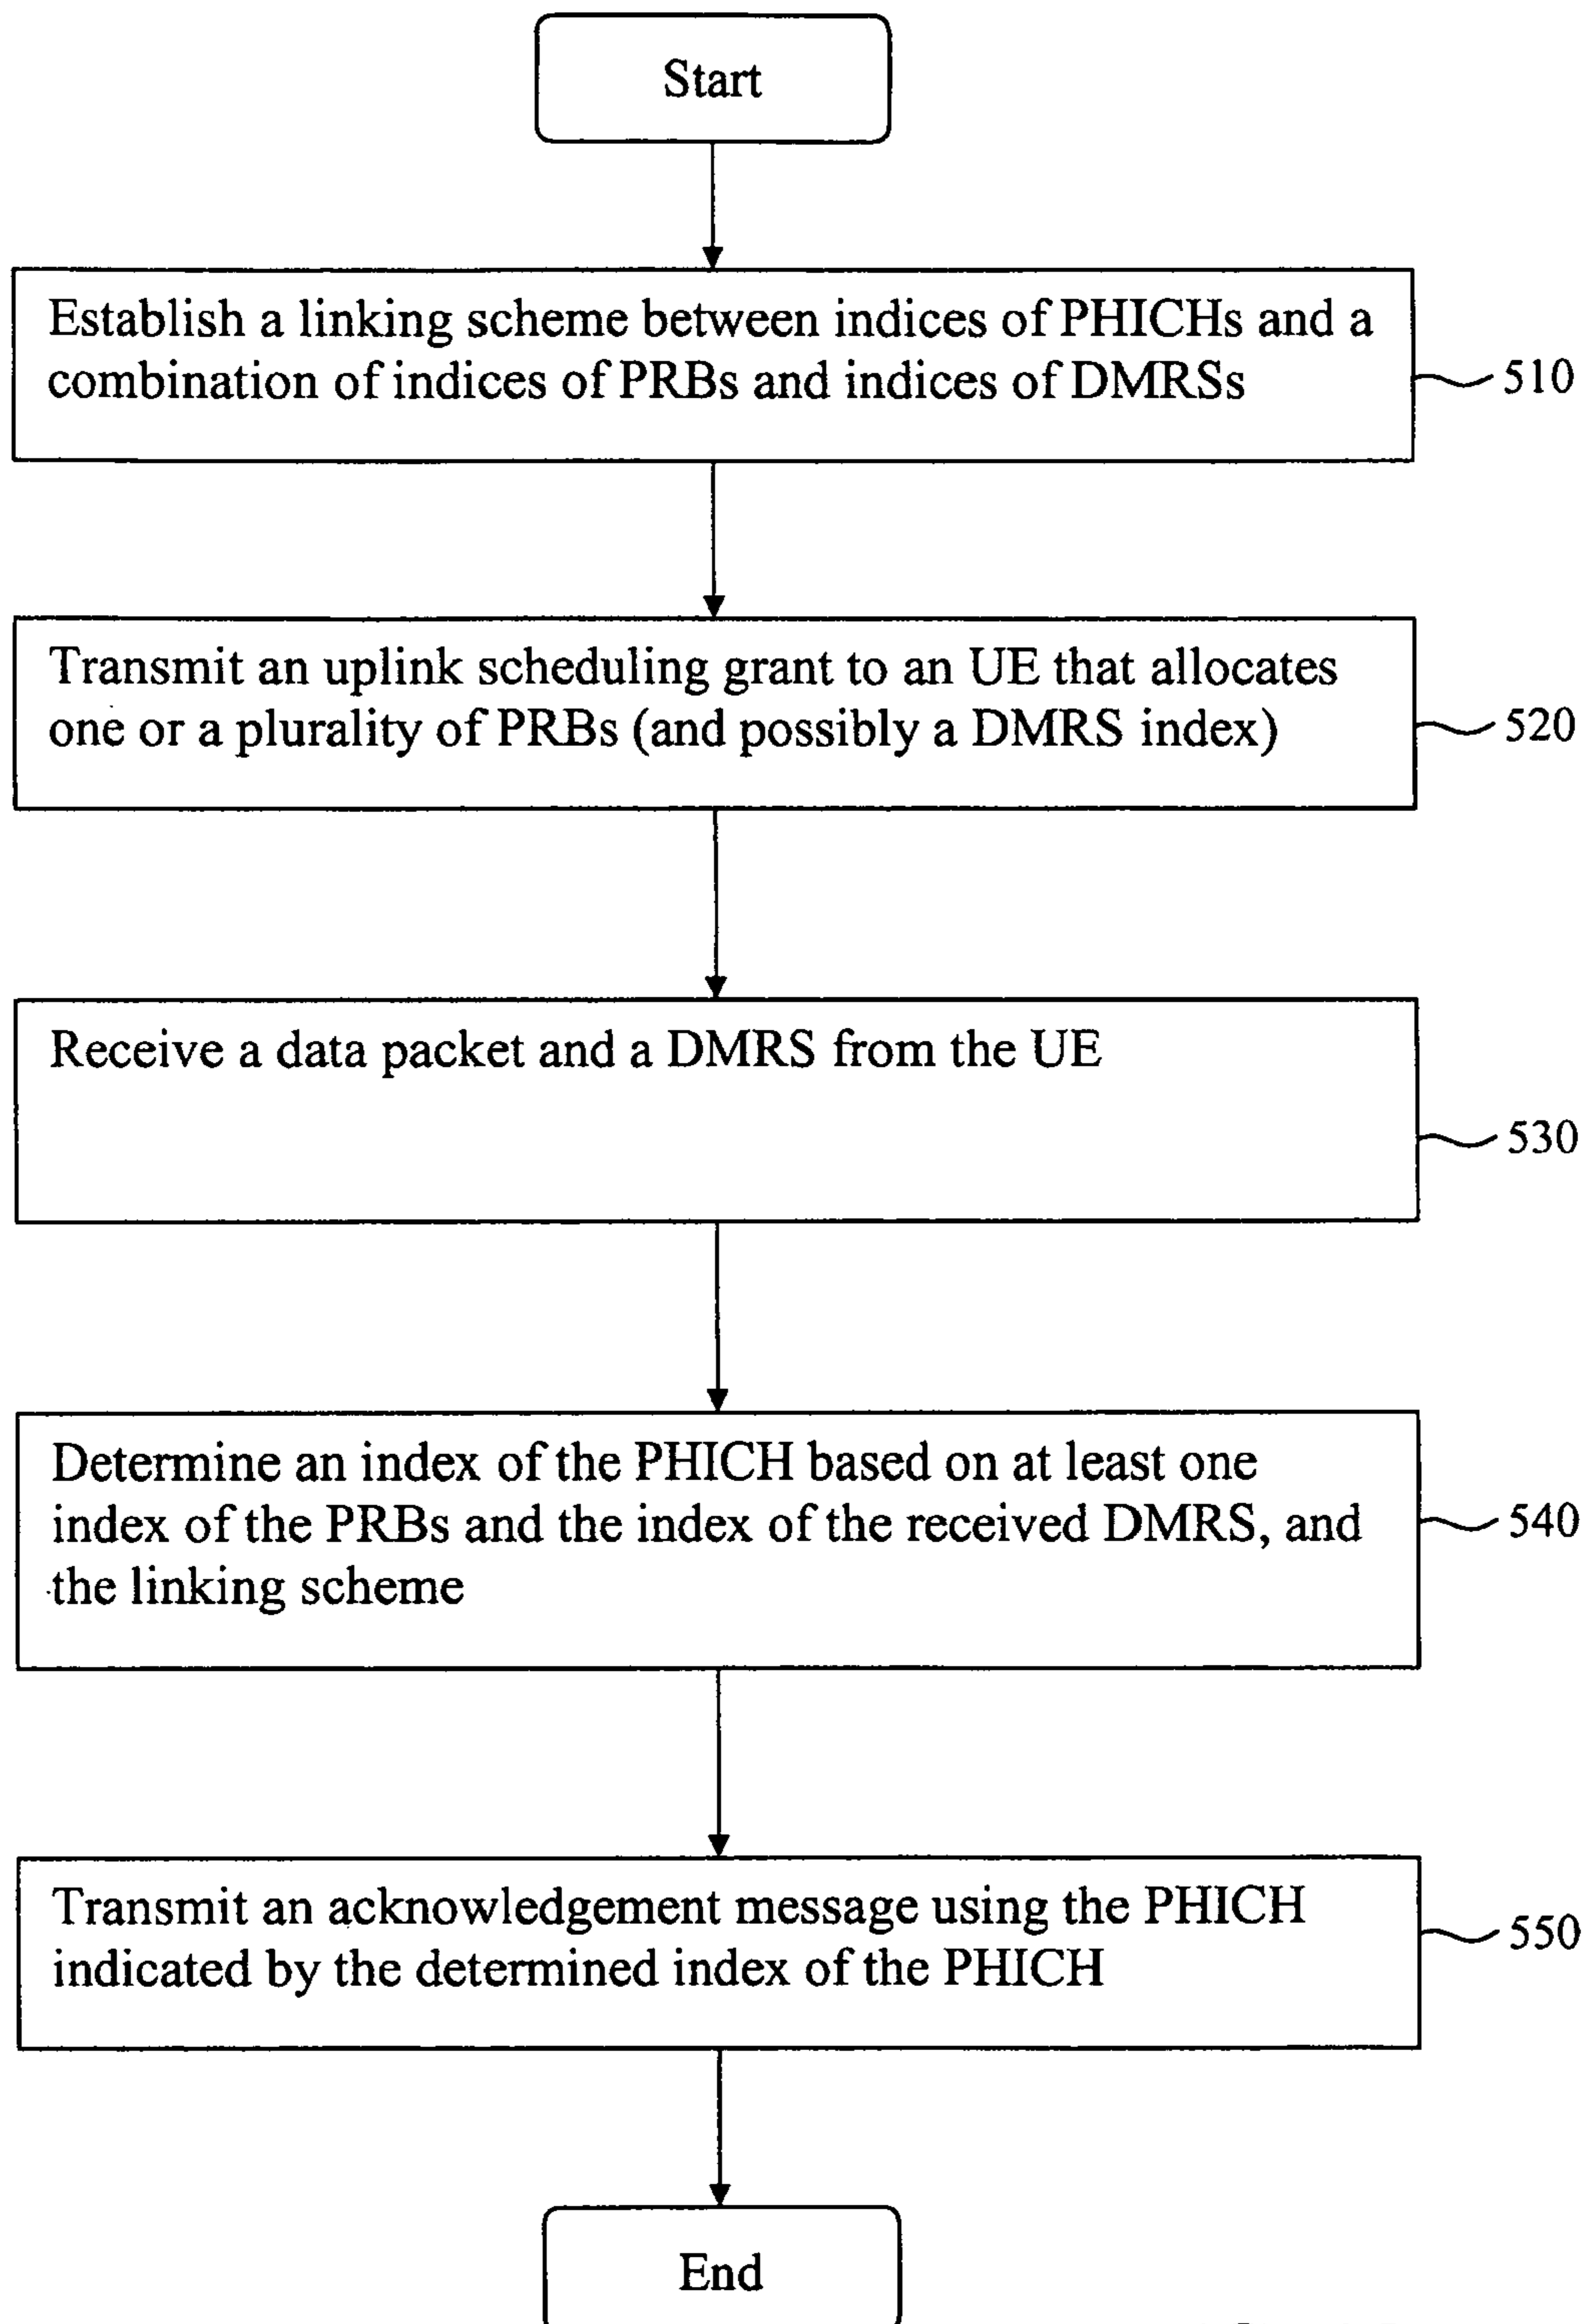 Start
Establish a linking scheme between indices of PHICHs and a
combination of indices of PRBs and indices of DMRSs
510
Transmit an uplink scheduling grant to an UE that allocates
one or a plurality of PRBs (and possibly a DMRS index)
520
Receive a data packet and a DMRS from the UE
530
Determine an index of the PHICH based on at least one
index of the PRBs and the index of the received DMRS, and
the linking scheme
540
Transmit an acknowledgement message using the PHICH
indicated by the determined index of the PHICH
550
End